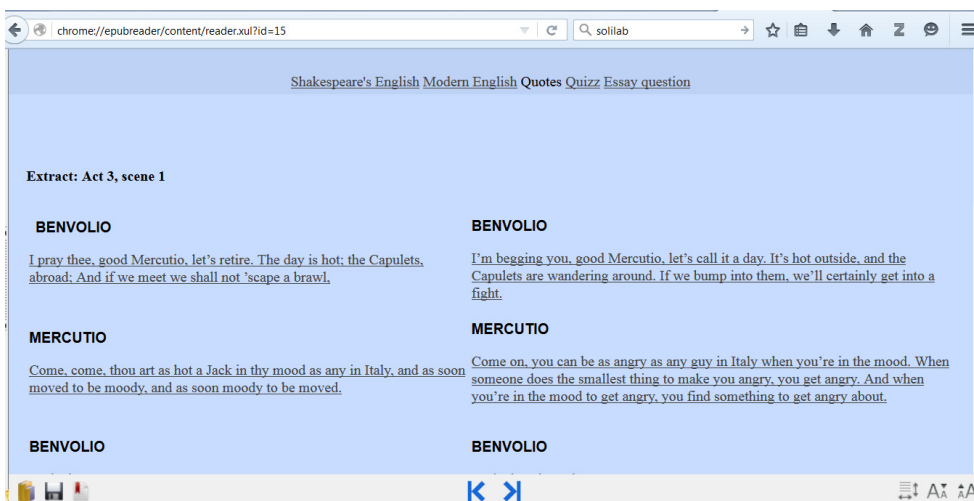 chrome://epubreader/content/reader.xul?id=15
solilab
Shakespeare's English Modern English Quotes Quizz Essay question
Extract: Act 3, scene 1
BENVOLIO
I pray thee, good Mercutio, let’s retire. The day is hot; the Capulets,
abroad; And if we meet we shall not ’scape a brawl,
MERCUTIO
Come, come, thou art as hot a Jack in thy mood as any in Italy, and as soon
moved to be moody, and as soon moody to be moved.
BENVOLIO
BENVOLIO
I’m begging you, good Mercutio, let’s call it a day. It’s hot outside, and the
Capulets are wandering around. If we bump into them, we’ll certainly get into a
fight.
MERCUTIO
Come on, you can be as angry as any guy in Italy when you’re in the mood. When
someone does the smallest thing to make you angry, you get angry. And when
you’re in the mood to get angry, you find something to get angry about.
BENVOLIO